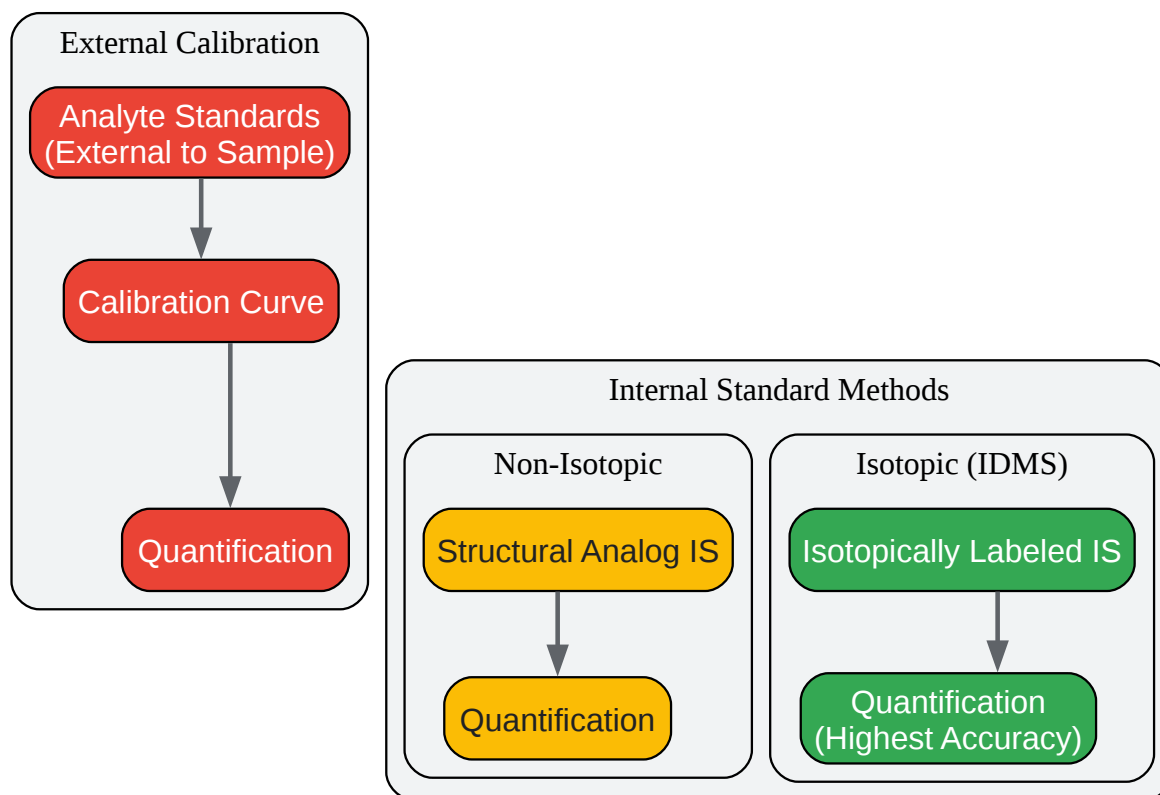 External Calibration
Analyte Standards
(External to Sample)
Calibration Curve
Quantification
Internal Standard Methods
Non-Isotopic
Structural Analog IS
Quantification
Isotopic (IDMS)
Isotopically Labeled IS
Quantification
(Highest Accuracy)